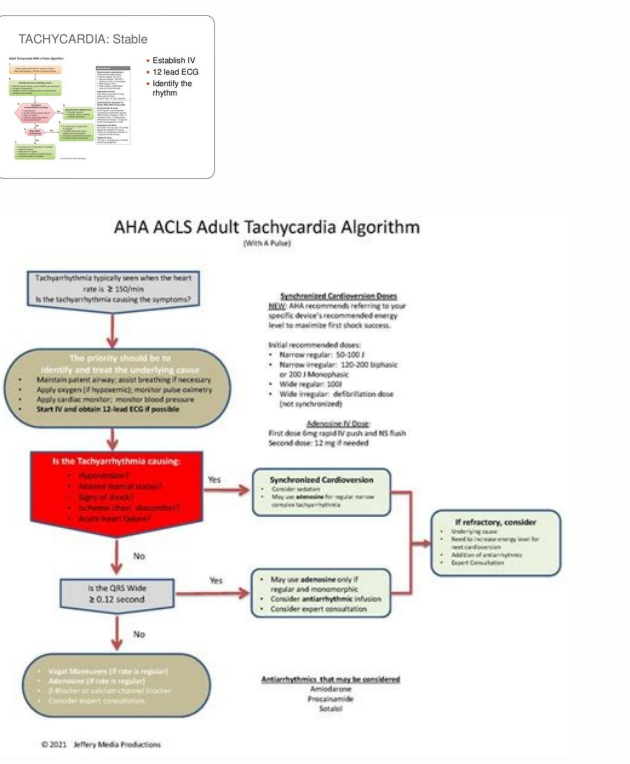 TACHYCARDIA: Stable
• Establish IV
• 12 lead ECG
• Identify the
rhythm
AHA ACLS Adult Tachycardia Algorithm
(With A Pulse)
Tachyarrhythmia typically seen when the heart
rate is ≥ 150/min
Is the tachyarrhythmia causing the symptoms?
The priority should be to
identify and treat the underlying cause
• Maintain patent airway; assist breathing if necessary
• Apply oxygen (if hypoxemic); monitor pulse oximetry
• Apply cardiac monitor; monitor blood pressure
• Start IV and obtain 12-lead ECG if possible
Synchronized Cardioversion Doses
NEW: AHA recommends referring to your
specific device's recommended energy
level to maximize first shock success.
Initial recommended doses:
• Narrow regular: 50-100 J
• Narrow irregular: 120-200 biphasic
or 200 J Monophasic
• Wide regular: 100J
• Wide irregular: defibrillation dose
(not synchronized)
Adenosine IV Dose:
First dose 6mg rapid IV push and NS flush
Second dose: 12 mg if needed
Is the Tachyarrhythmia causing:
• Hypotension?
• Altered mental status?
• Signs of shock?
• Ischemic chest discomfort?
• Acute heart failure?
Yes
Synchronized Cardioversion
• Consider sedation
• May use adenosine for regular narrow
complex tachyarrhythmia
If refractory, consider
• Underlying cause
• Need to increase energy level for
next cardioversion
• Addition of antiarrhythmic
• Expert Consultation
No
Is the QRS Wide
≥ 0.12 second
Yes
• May use adenosine only if
regular and monomorphic
• Consider antiarrhythmic infusion
• Consider expert consultation
No
• Vagal Maneuvers (if rate is regular)
• Adenosine (if rate is regular)
• β-Blocker or calcium channel blocker
• Consider expert consultation
Antiarrhythmics that may be considered
Amiodarone
Procainamide
Sotalol
© 2021 Jeffery Media Productions